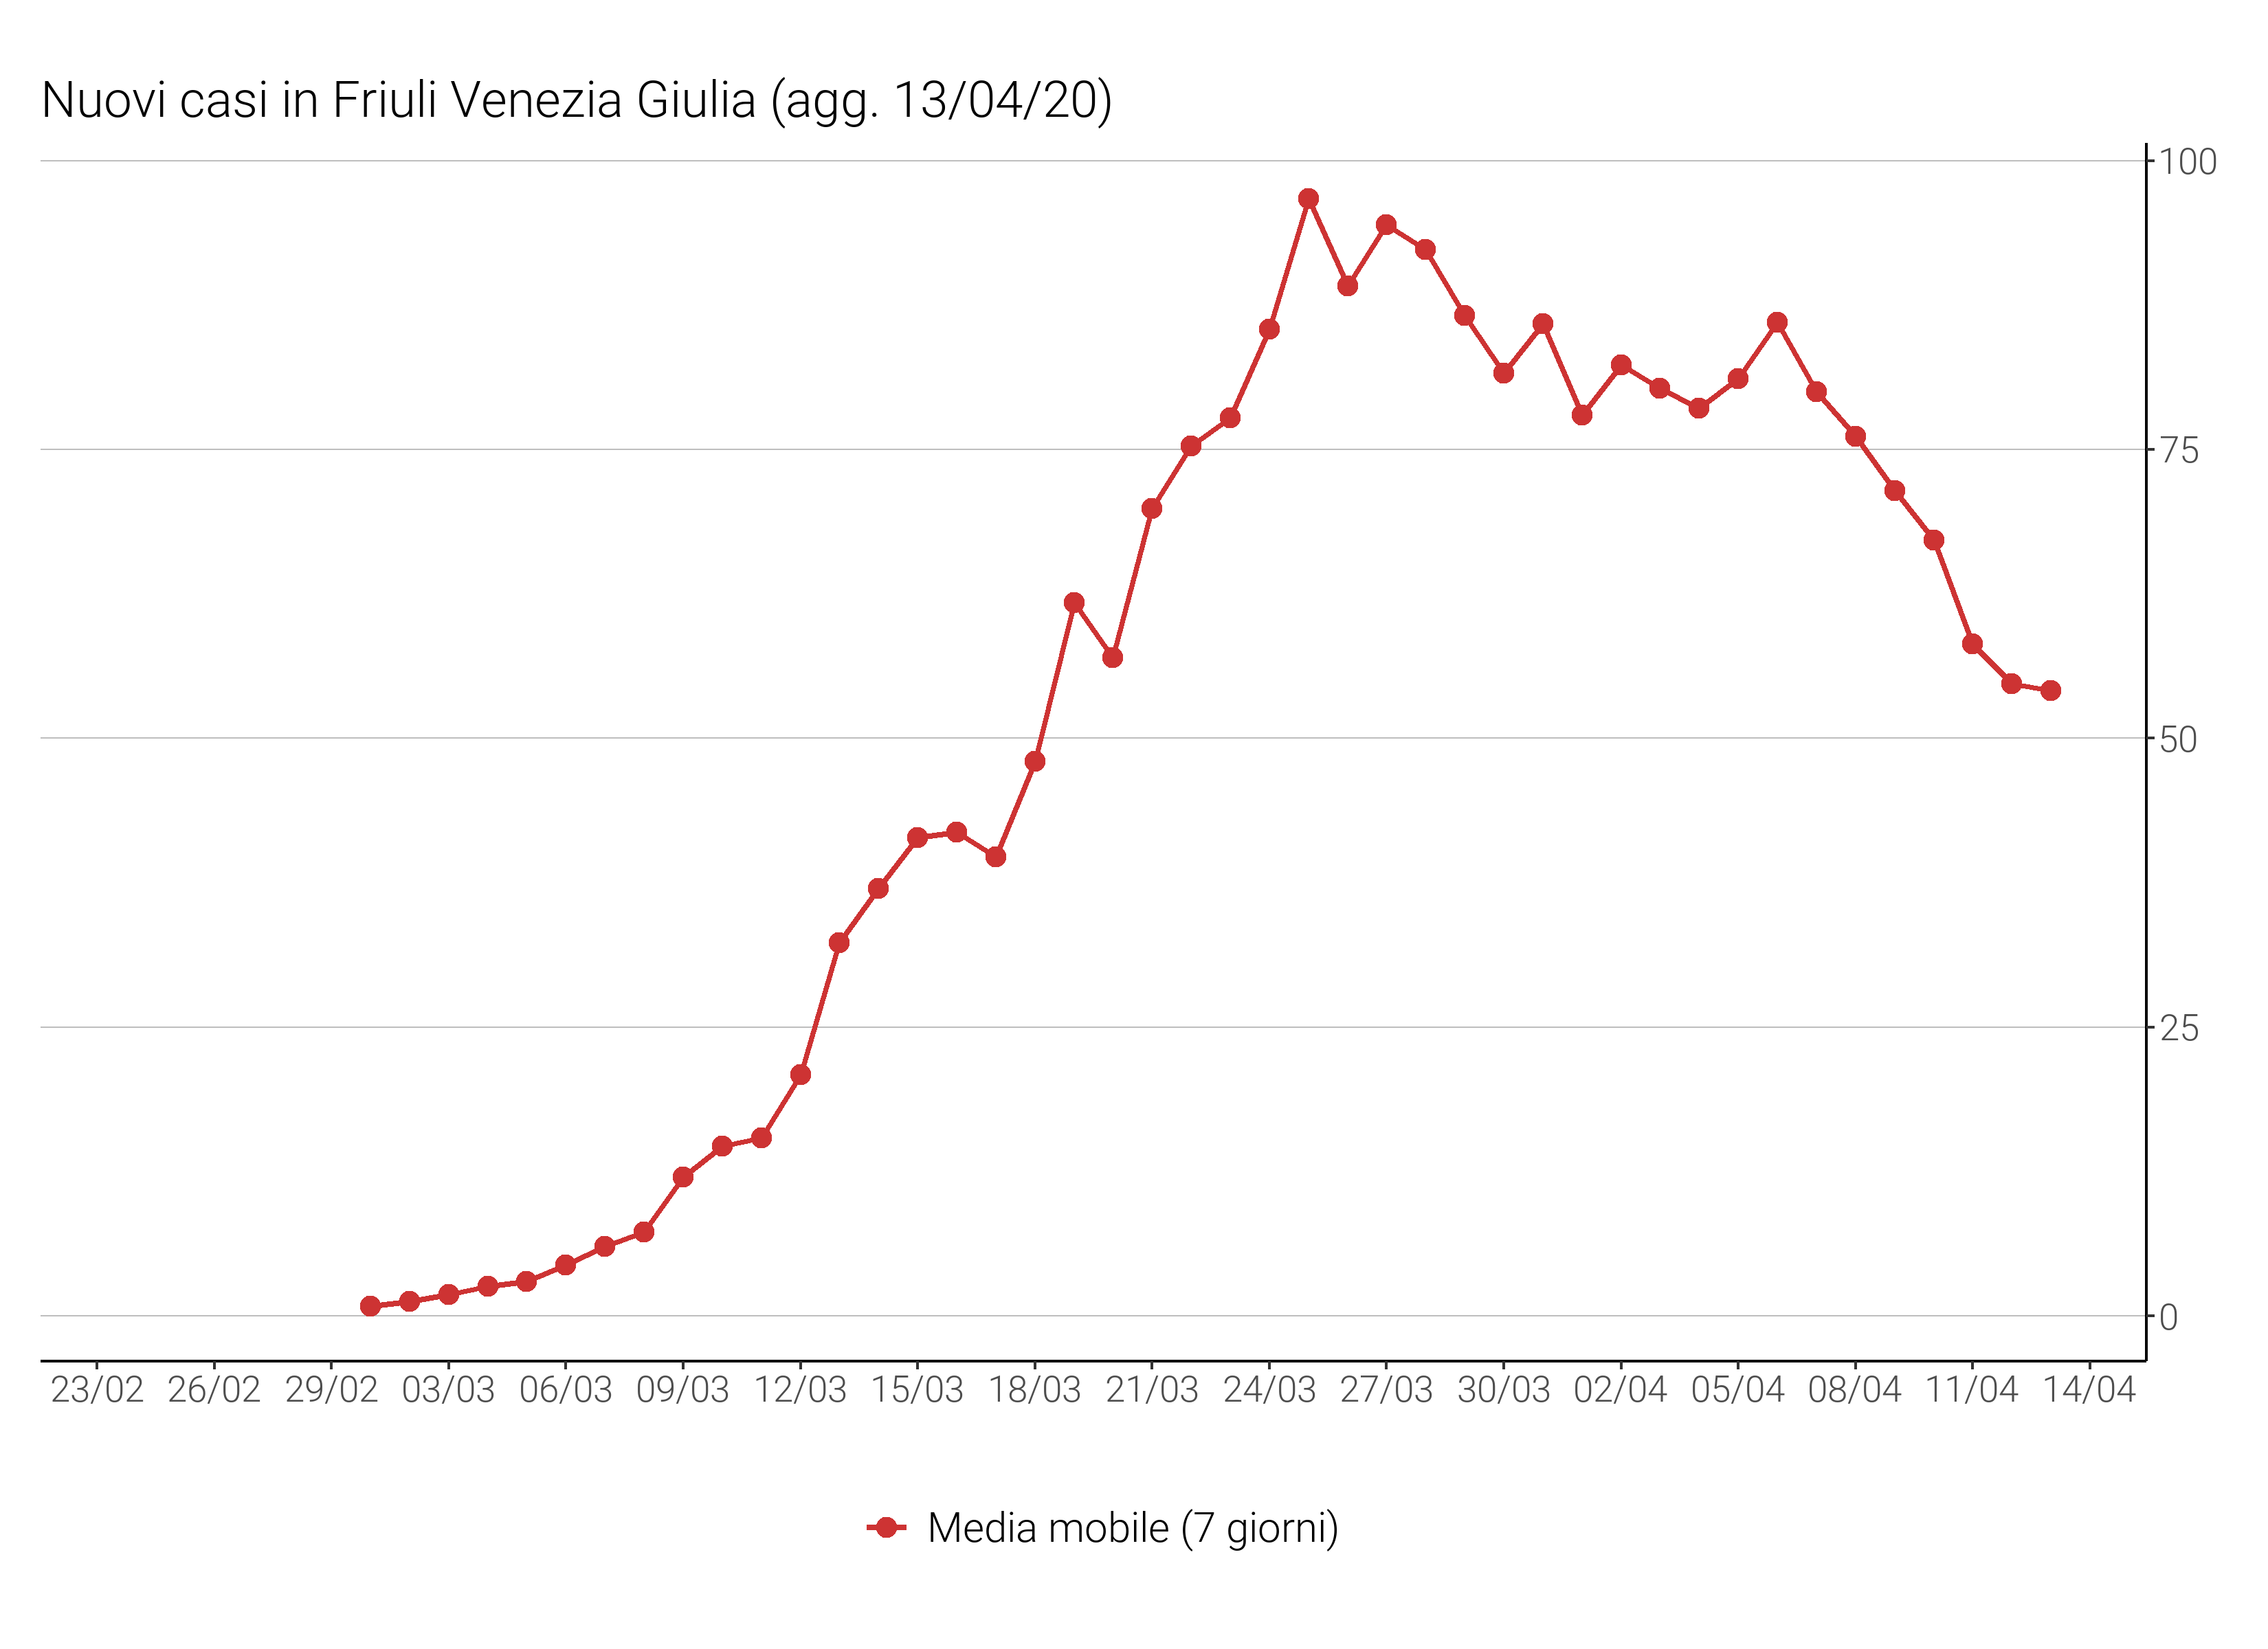 Nuovi casi in Friuli Venezia Giulia (agg. 13/04/20)
100
75
50
25
0
23/02 26/02 29/02 03/03 06/03 09/03 12/03 15/03 18/03 21/03 24/03 27/03 30/03 02/04 05/04 08/04 11/04 14/04
Media mobile (7 giorni)